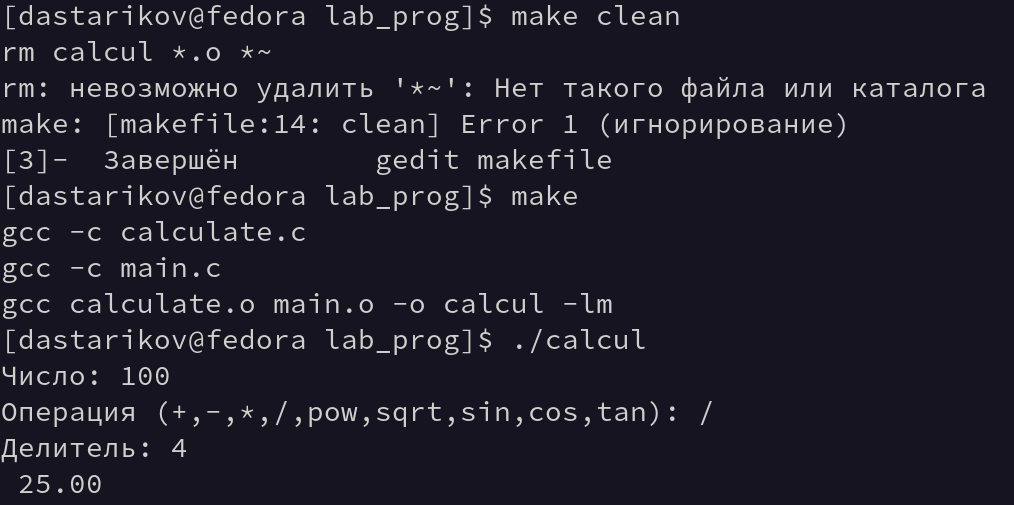 [dastarikov@fedora lab_prog]$ make clean
rm calcul *.o *~
rm: невозможно удалить '*~': Нет такого файла или каталога
make: [makefile:14: clean] Error 1 (игнорирование)
[3]-  Завершён        gedit makefile
[dastarikov@fedora lab_prog]$ make
gcc -c calculate.c
gcc -c main.c
gcc calculate.o main.o -o calcul -lm
[dastarikov@fedora lab_prog]$ ./calcul
Число: 100
Операция (+,-,*,/,pow,sqrt,sin,cos,tan): /
Делитель: 4
 25.00